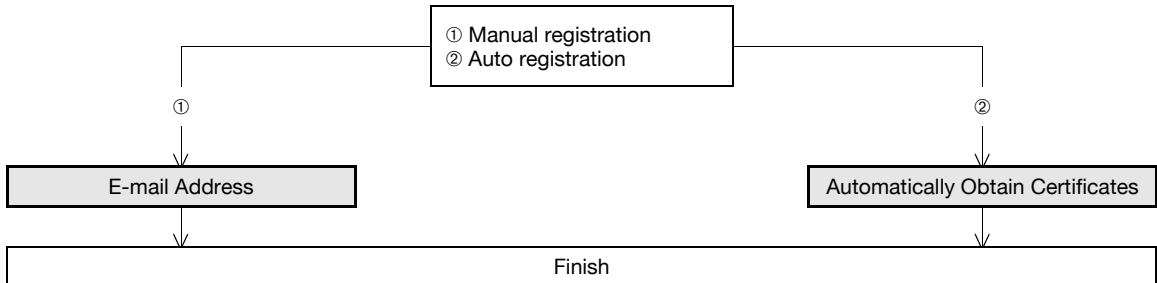 ① Manual registration
② Auto registration
①
②
E-mail Address
Automatically Obtain Certificates
Finish